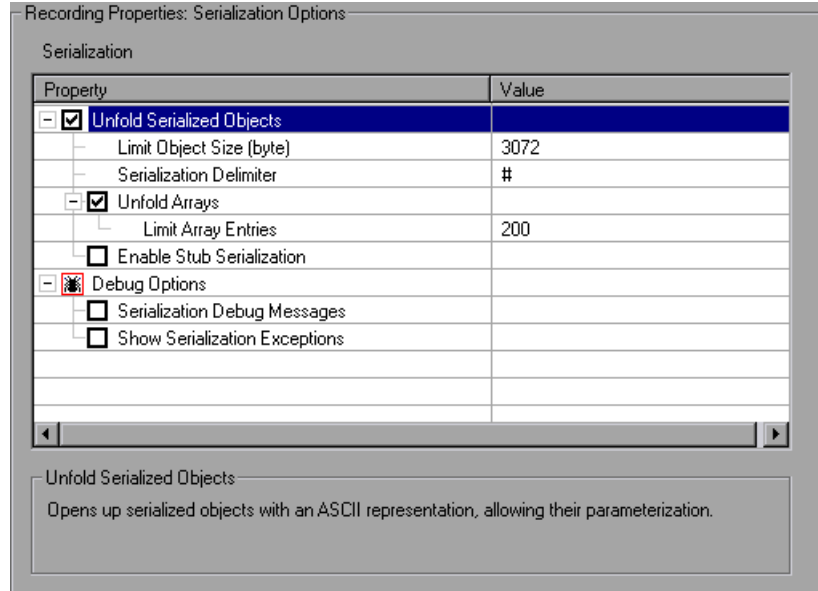 Recording Properties: Serialization Options
Serialization
Property Value
Unfold Serialized Objects
Limit Object Size (byte) 3072
Serialization Delimiter #
Unfold Arrays
Limit Array Entries 200
Enable Stub Serialization
Debug Options
Serialization Debug Messages
Show Serialization Exceptions
Unfold Serialized Objects
Opens up serialized objects with an ASCII representation, allowing their parameterization.